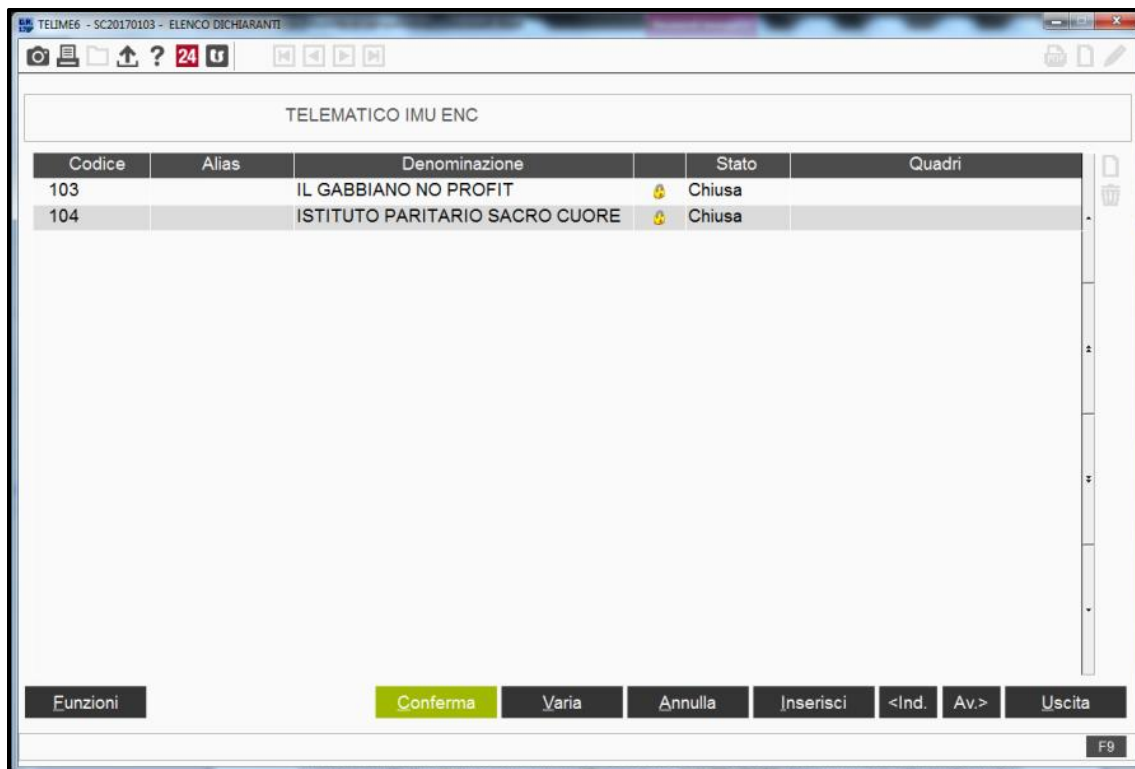 TELIME6 - SC20170103 - ELENCO DICHIARANTI
? 24
TELEMATICO IMU ENC
Codice Alias Denominazione Stato Quadri
103 IL GABBIANO NO PROFIT Chiusa
104 ISTITUTO PARITARIO SACRO CUORE Chiusa
Funzioni Conferma Varia Annulla Inserisci <Ind. Av.> Uscita
F9